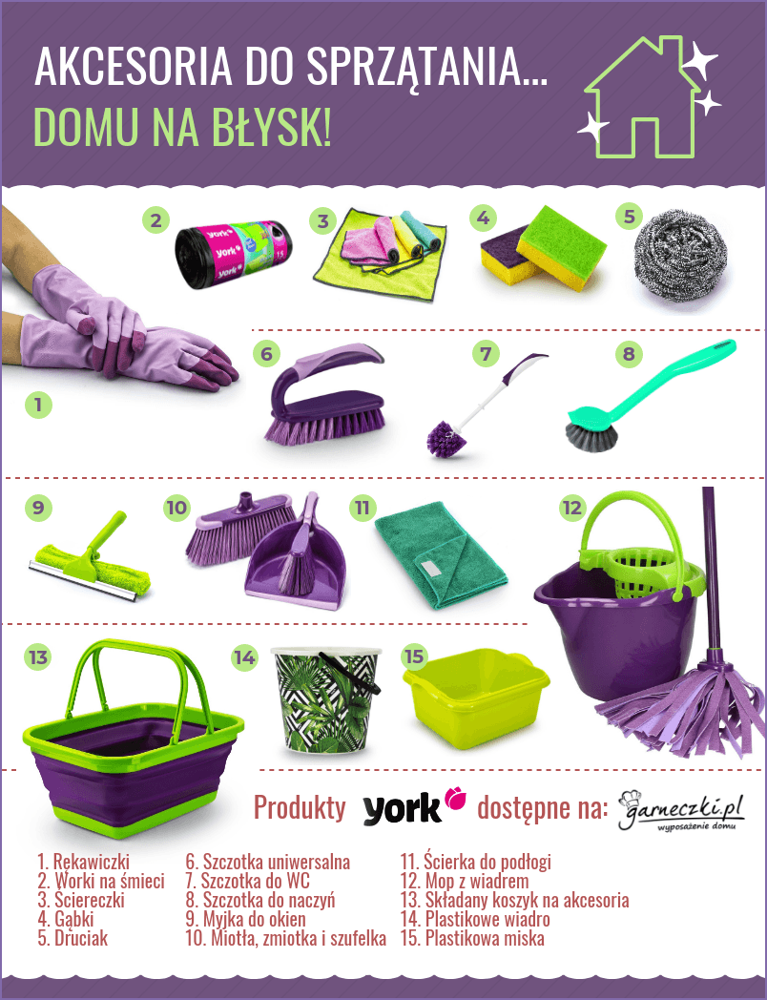 AKCESORIA DO SPRZĄTANIA...
DOMU NA BŁYSK!
1
2
york
york
york
15
3
4
5
6
7
8
9
10
11
12
13
14
15
Produkty york dostępne na: garneczki.pl
wyposażenie domu
1. Rękawiczki
2. Worki na śmieci
3. Ściereczki
4. Gąbki
5. Druciak
6. Szczotka uniwersalna
7. Szczotka do WC
8. Szczotka do naczyń
9. Myjka do okien
10. Miotła, zmiotka i szufelka
11. Ścierka do podłogi
12. Mop z wiadrem
13. Składany koszyk na akcesoria
14. Plastikowe wiadro
15. Plastikowa miska